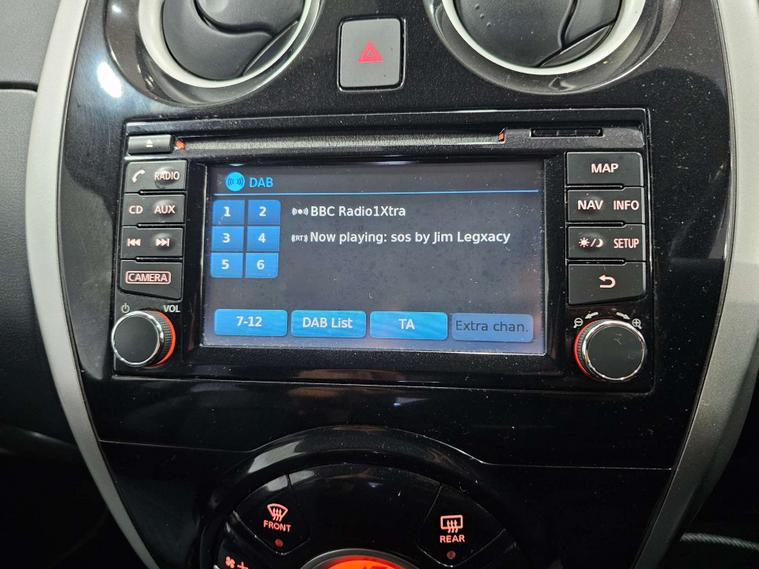 RADIO
CD AUX
CAMERA
VOL
MAP
NAV INFO
SETUP
DAB
1 2
3 4
5 6
BBC Radio1Xtra
(RT) Now playing: sos by Jim Legxacy
7-12
DAB List
TA
Extra chan.
FRONT
REAR